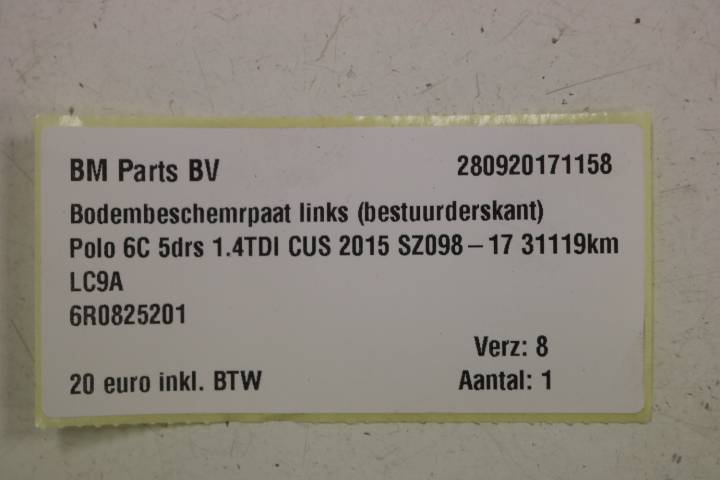 BM Parts BV 280920171158
Bodembeschemrpaat links (bestuurderskant)
Polo 6C 5drs 1.4TDI CUS 2015 SZ098-17 31119km
LC9A
6R0825201
Verz: 8
20 euro inkl. BTW Aantal: 1